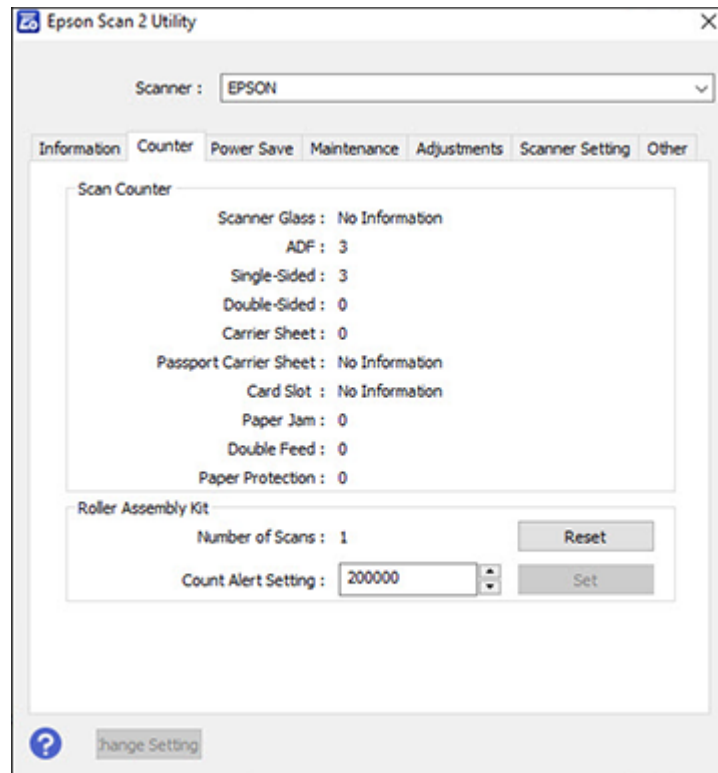 Epson Scan 2 Utility
Scanner : EPSON
Information Counter Power Save Maintenance Adjustments Scanner Setting Other
Scan Counter
Scanner Glass : No Information
ADF : 3
Single-Sided : 3
Double-Sided : 0
Carrier Sheet : 0
Passport Carrier Sheet : No Information
Card Slot : No Information
Paper Jam : 0
Double Feed : 0
Paper Protection : 0
Roller Assembly Kit
Number of Scans : 1 Reset
Count Alert Setting : 200000 Set
? hange Setting